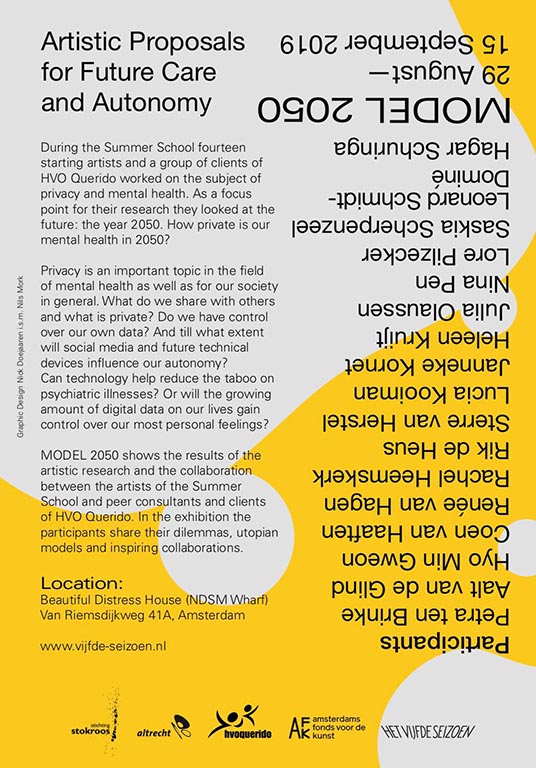 Artistic Proposals
for Future Care
and Autonomy
During the Summer School fourteen
starting artists and a group of clients of
HVO Querido worked on the subject of
privacy and mental health. As a focus
point for their research they looked at the
future: the year 2050. How private is our
mental health in 2050?
Privacy is an important topic in the field
of mental health as well as for our society
in general. What do we share with others
and what is private? Do we have control
over our own data? And till what extent
will social media and future technical
devices influence our autonomy?
Can technology help reduce the taboo on
psychiatric illnesses? Or will the growing
amount of digital data on our lives gain
control over our most personal feelings?
MODEL 2050 shows the results of the
artistic research and the collaboration
between the artists of the Summer
School and peer consultants and clients
of HVO Querido. In the exhibition the
participants share their dilemmas, utopian
models and inspiring collaborations.
Location:
Beautiful Distress House (NDSM Wharf)
Van Riemsdijkweg 41A, Amsterdam
www.vijfde-seizoen.nl
Graphic Design Nick Doejaaren i.s.m. Nils Mork
Participants
Petra ten Brinke
Aalt van de Glind
Hyo Min Gweon
Coen van Haaften
Renée van Hagen
Rachel Heemskerk
Rik de Heus
Sterre van Herstel
Lucia Kooiman
Janneke Kornet
Heleen Kruijt
Julia Olaussen
Nina Pen
Lore Pilzecker
Saskia Scherpenzeel
Leonard Schmidt-
Dominé
Hagar Schuringa
MODEL 2050
29 August —
15 September 2019
stichting
stokroos
altrecht
hvoquerido
AFK
amsterdams
fonds voor de
kunst
HET VIJFDE SEIZOEN